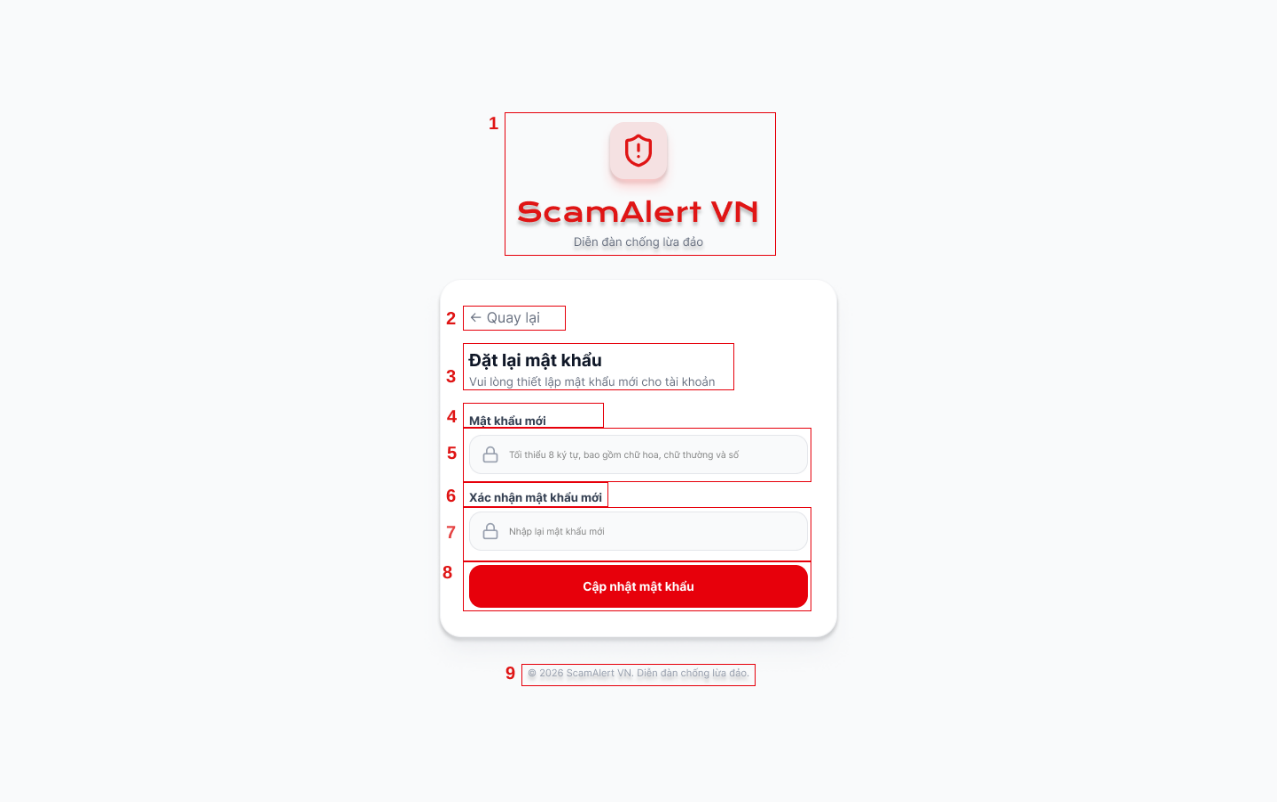 1
ScamAlert VN
Diễn đàn chống lừa đảo
2
← Quay lại
Đặt lại mật khẩu
3
Vui lòng thiết lập mật khẩu mới cho tài khoản
4
Mật khẩu mới
5
Tối thiểu 8 ký tự, bao gồm chữ hoa, chữ thường và số
6
Xác nhận mật khẩu mới
7
Nhập lại mật khẩu mới
8
Cập nhật mật khẩu
9
© 2026 ScamAlert VN. Diễn đàn chống lừa đảo.